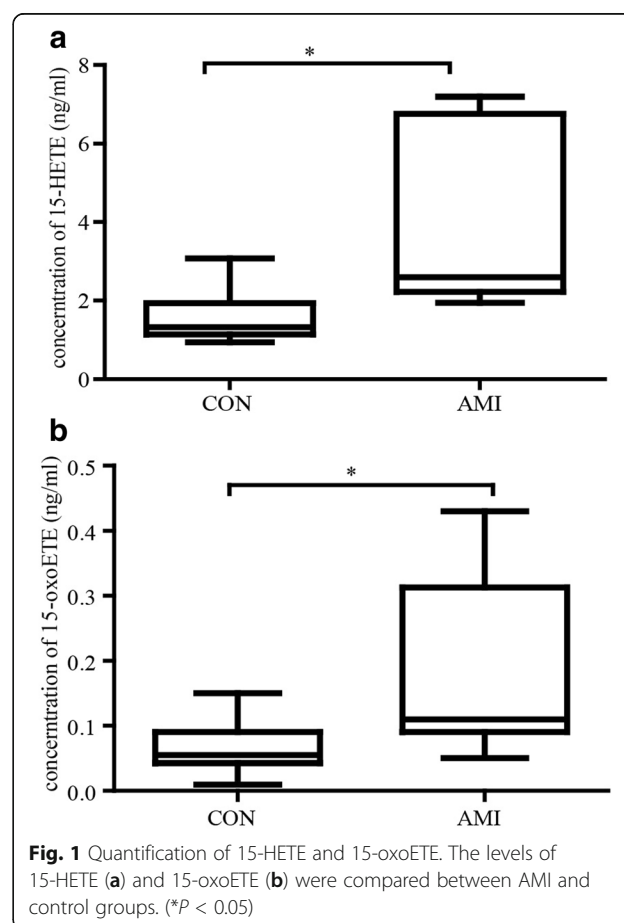 a
*
concerntration of 15-HETE (ng/ml)
8
6
4
2
0
CON AMI
b
*
concerntration of 15-oxoETE (ng/ml)
0.5
0.4
0.3
0.2
0.1
0.0
CON AMI
Fig. 1 Quantification of 15-HETE and 15-oxoETE. The levels of
15-HETE (a) and 15-oxoETE (b) were compared between AMI and
control groups. (*P < 0.05)